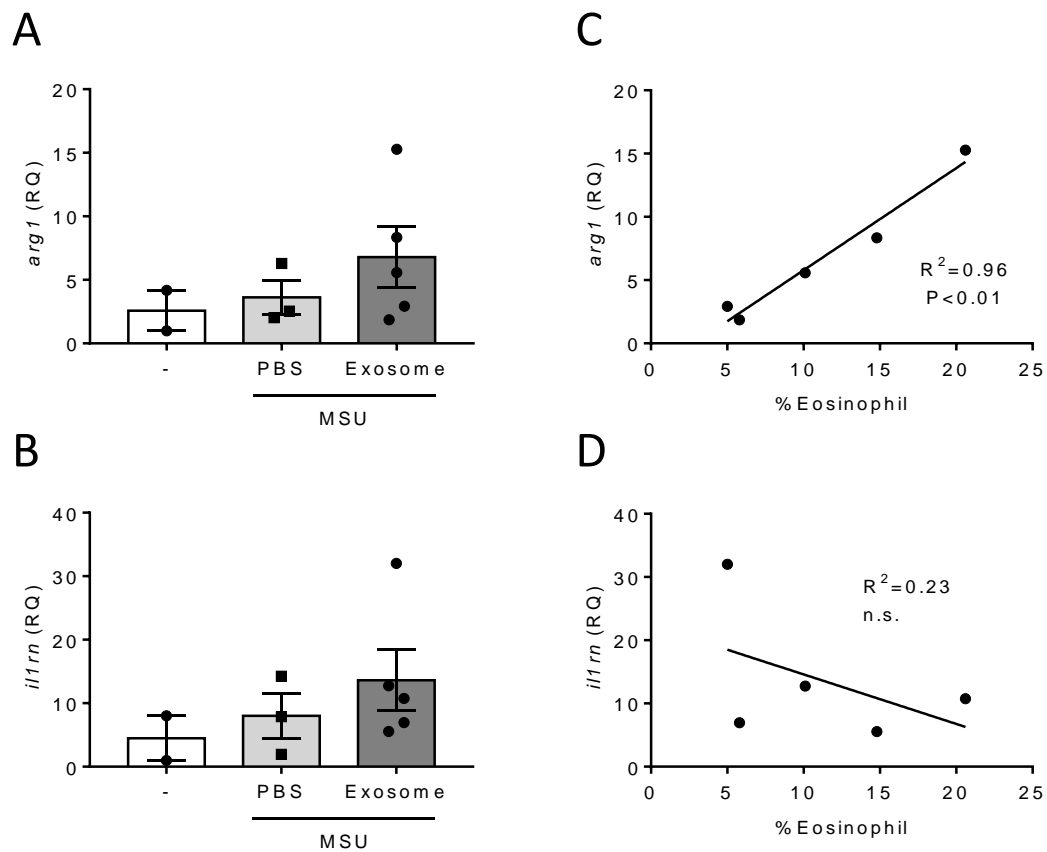 A
20
15
10
5
0
arg1 (RQ)
- PBS Exosome
MSU
C
20
15
10
5
0
arg1 (RQ)
R²=0.96
P<0.01
0 5 10 15 20 25
% Eosinophil
B
40
30
20
10
0
il1rn (RQ)
- PBS Exosome
MSU
D
40
30
20
10
0
il1rn (RQ)
R²=0.23
n.s.
0 5 10 15 20 25
% Eosinophil